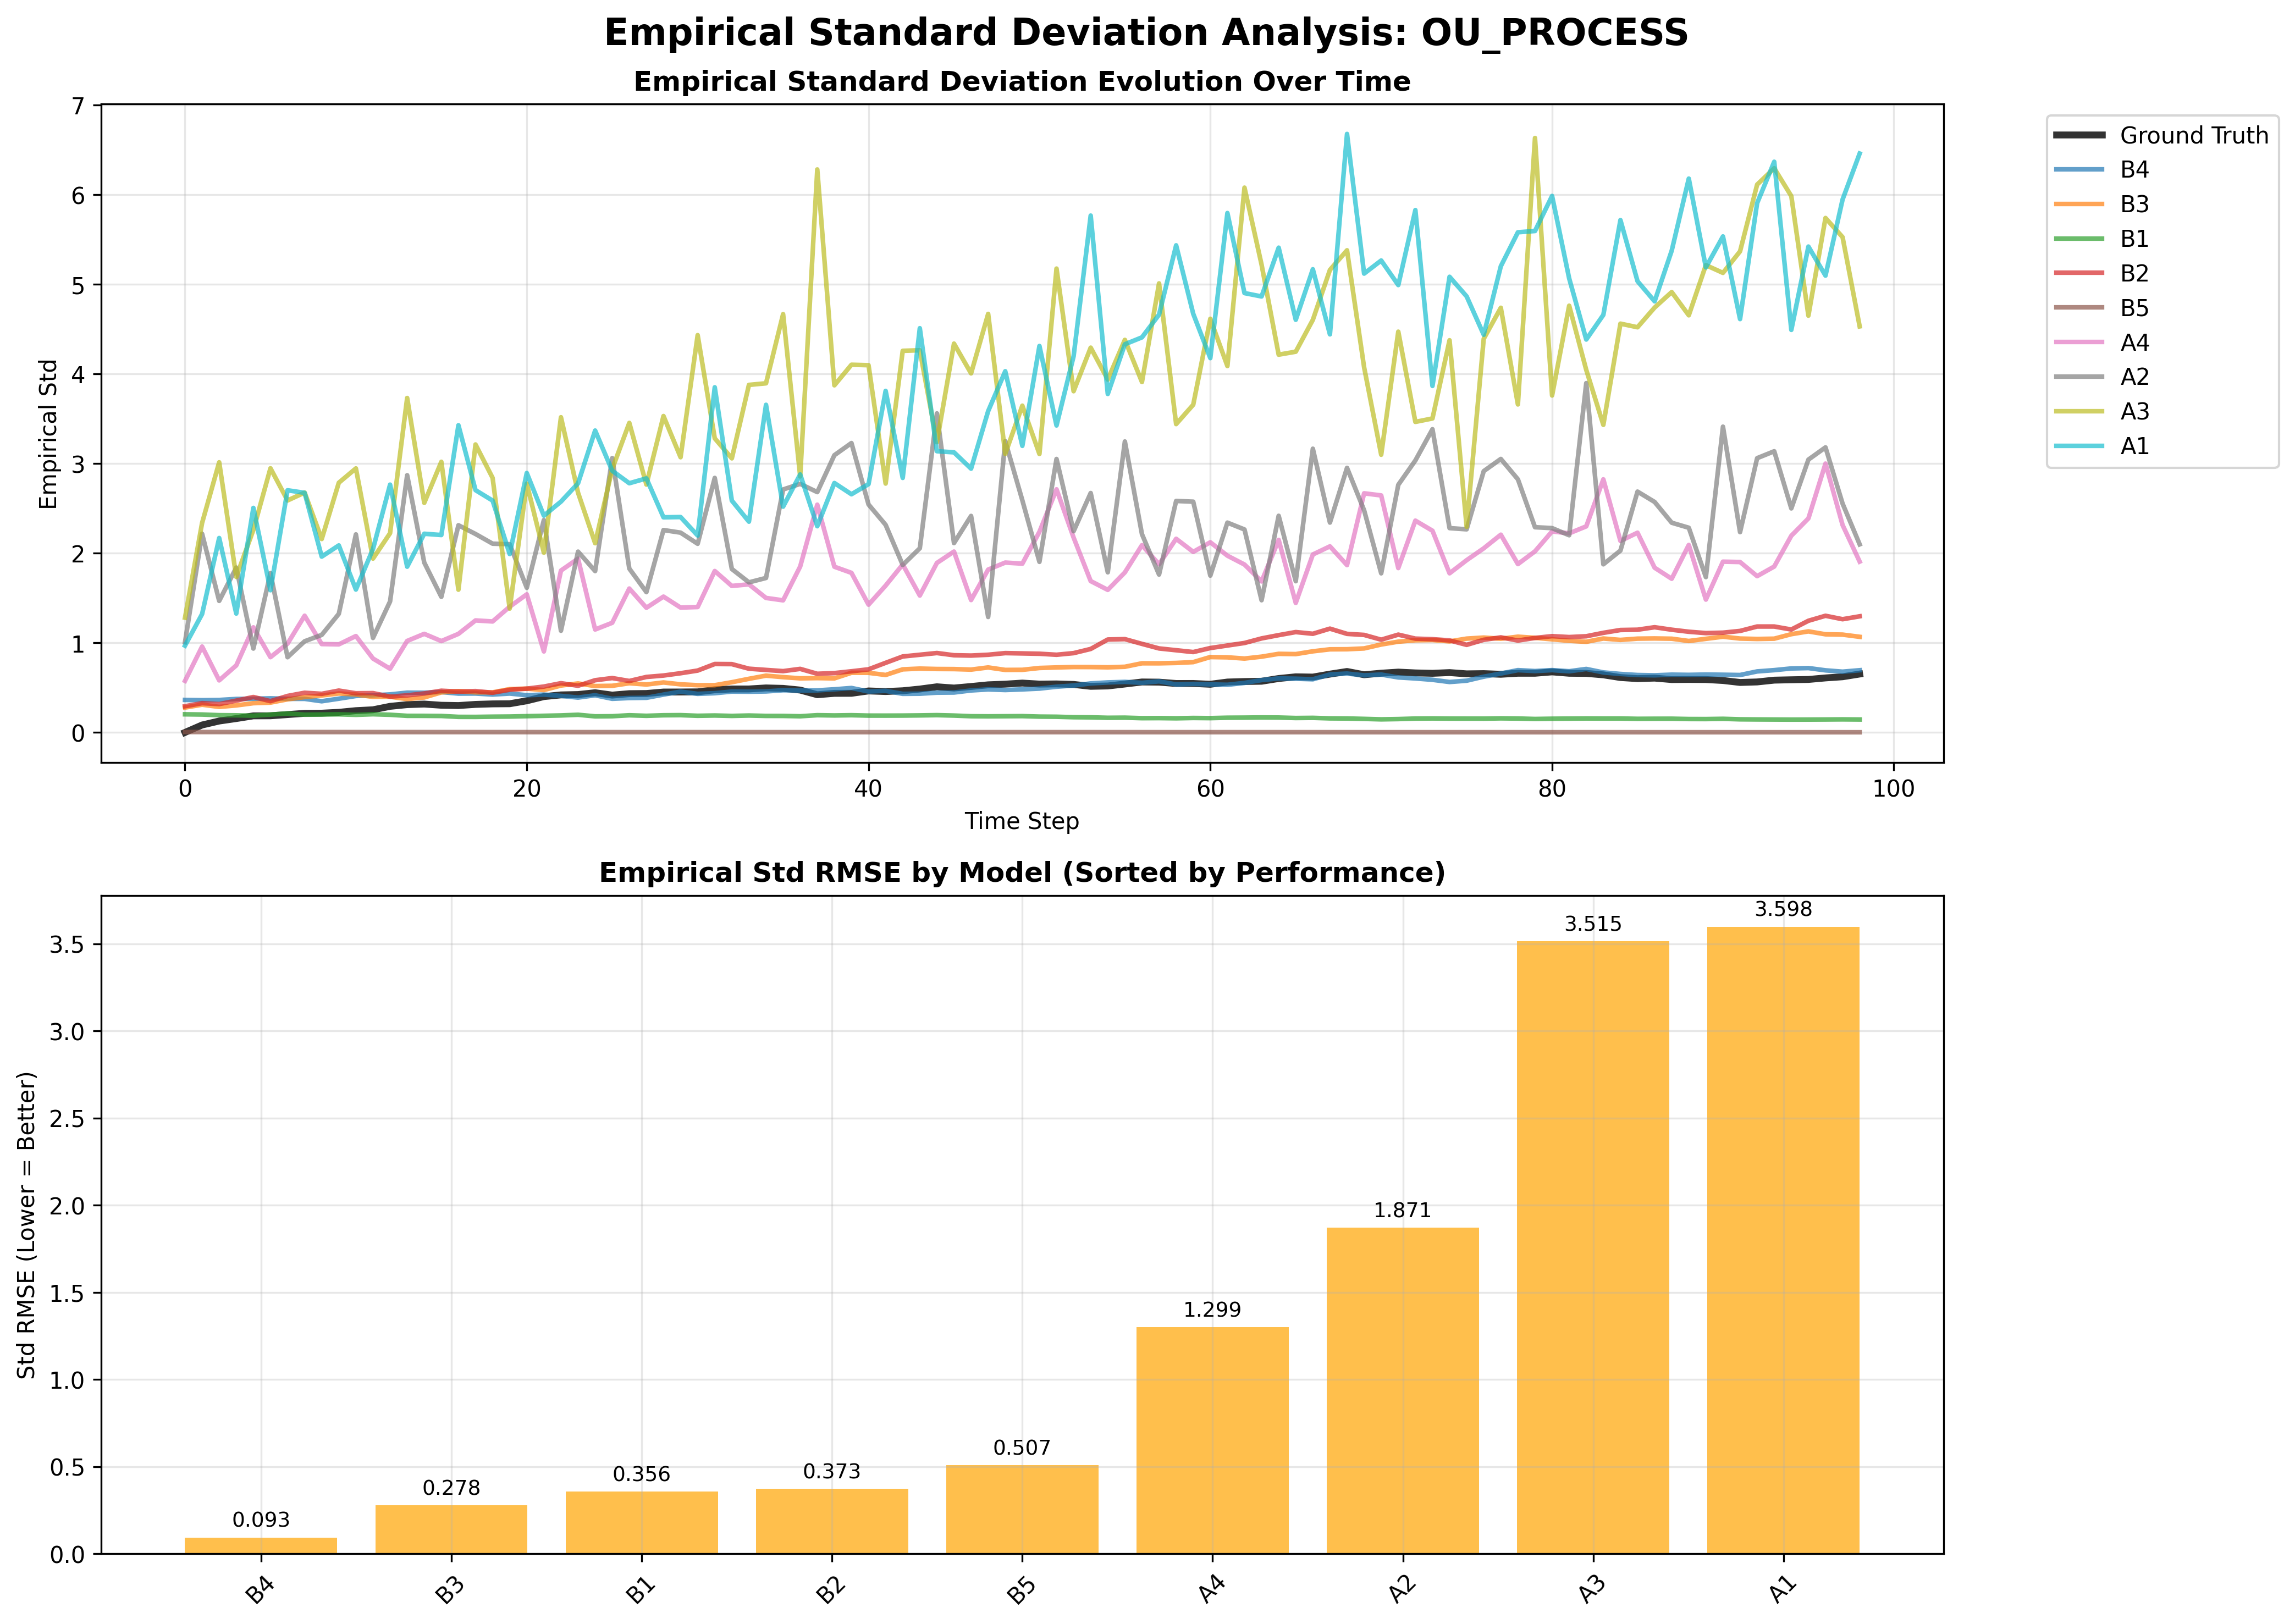 Empirical Standard Deviation Analysis: OU_PROCESS
Empirical Standard Deviation Evolution Over Time
7
6
5
4
3
2
1
0
Empirical Std
0 20 40 60 80 100
Time Step
Ground Truth
B4
B3
B1
B2
B5
A4
A2
A3
A1
Empirical Std RMSE by Model (Sorted by Performance)
3.5
3.0
2.5
2.0
1.5
1.0
0.5
0.0
Std RMSE (Lower = Better)
0.093
0.278
0.356
0.373
0.507
1.299
1.871
3.515
3.598
B4 B3 B1 B2 B5 A4 A2 A3 A1